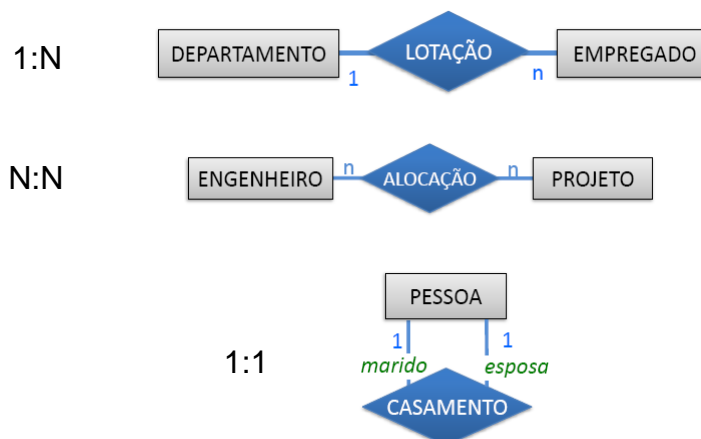 1:N
DEPARTAMENTO 1 LOTAÇÃO n EMPREGADO
N:N
ENGENHEIRO n ALOCAÇÃO n PROJETO
PESSOA
1 1
1:1 marido esposa
CASAMENTO